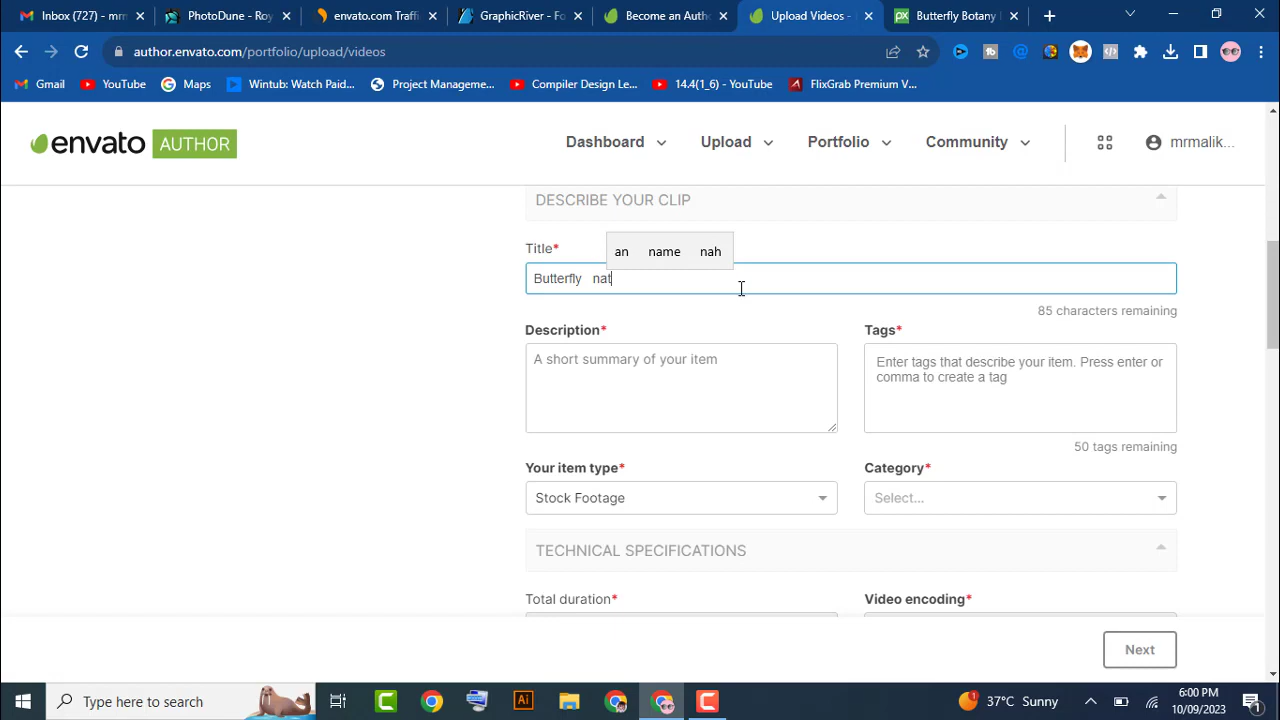 Inbox (727) - m
PhotoDune - Roy
envato.com Traffi
GraphicRiver - Fo
Become an Autho
Upload Videos -
Butterfly Botany
author.envato.com/portfolio/upload/videos
Gmail
YouTube
Maps
Wintub: Watch Paid...
Project Manageme...
Compiler Design Le...
14.4(1_6) - YouTube
FlixGrab Premium V...
envato AUTHOR
Dashboard
Upload
Portfolio
Community
mrmalik...
DESCRIBE YOUR CLIP
Title*
an name nah
Butterfly nat
85 characters remaining
Description*
Tags*
A short summary of your item
Enter tags that describe your item. Press enter or
comma to create a tag
50 tags remaining
Your item type*
Category*
Stock Footage
Select...
TECHNICAL SPECIFICATIONS
Total duration*
Video encoding*
Next
Type here to search
37°C Sunny
6:00 PM
10/09/2023